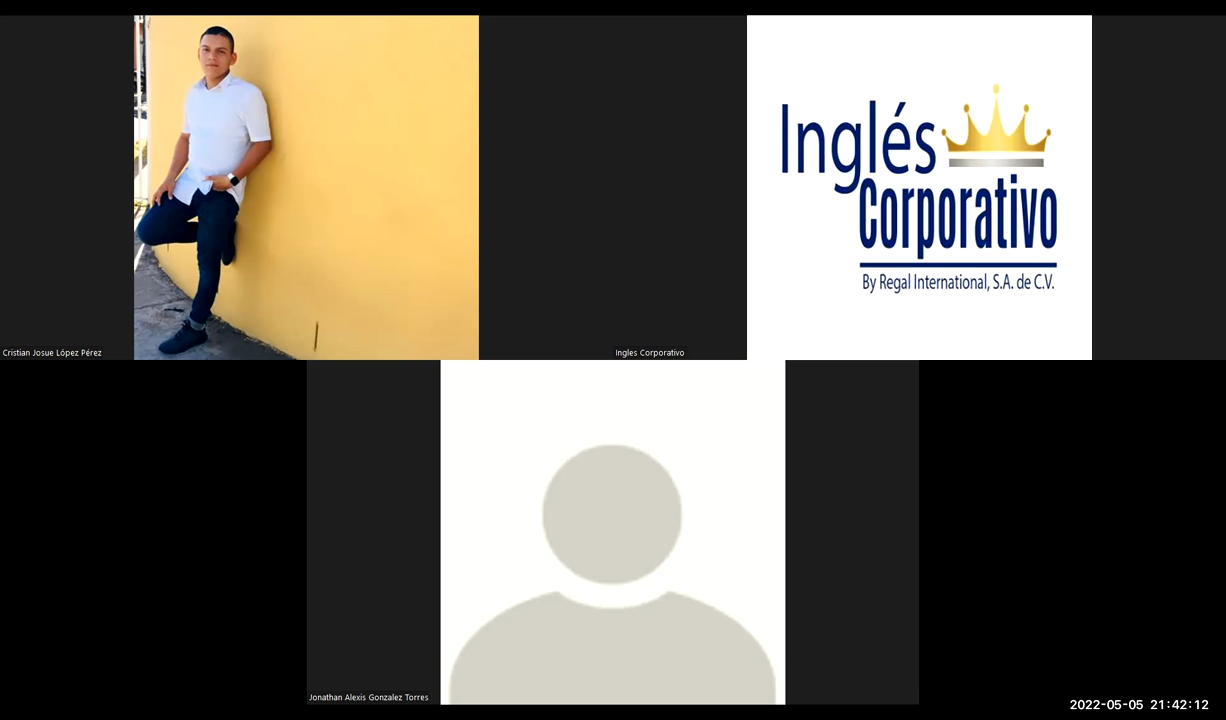 Inglés
Corporativo
By Regal International, S.A. de C.V.
Cristian Josue López Pérez
Ingles Corporativo
Jonathan Alexis Gonzalez Torres
2022-05-05 21:42:12